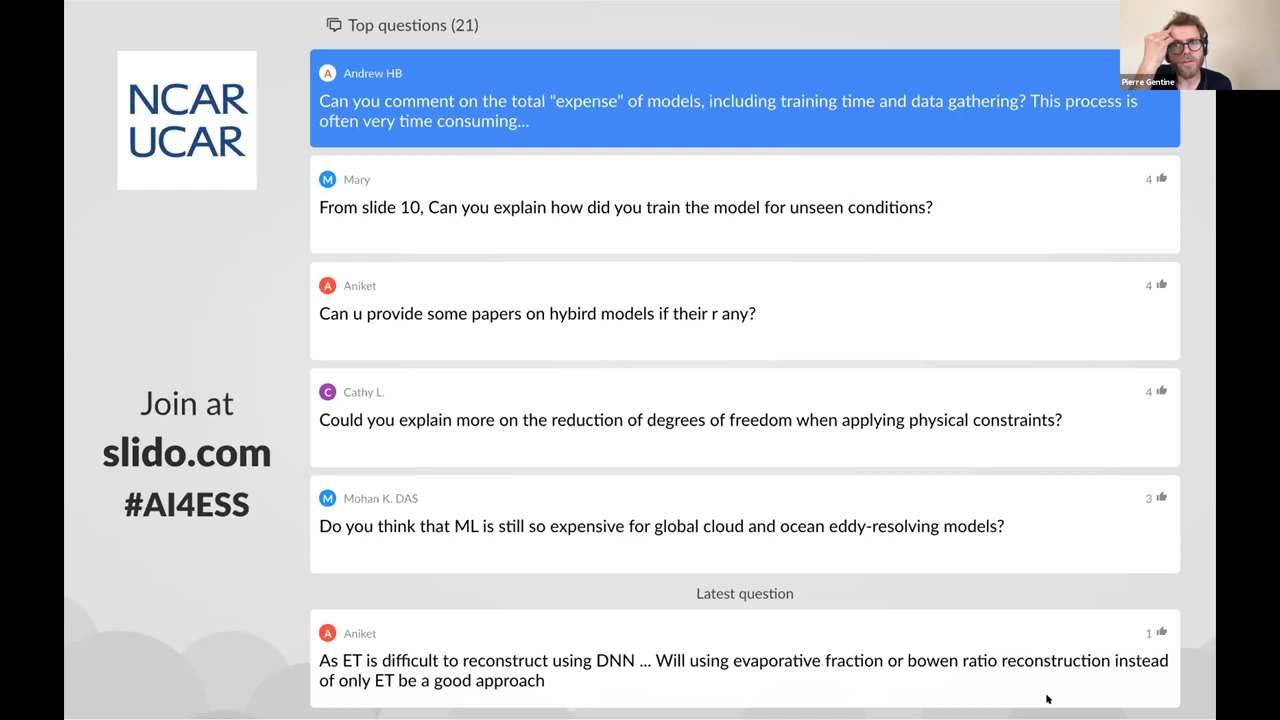 Top questions (21)
Pierre Gentine
NCAR
UCAR
A Andrew HB
Can you comment on the total "expense" of models, including training time and data gathering? This process is
often very time consuming...
M Mary 4
From slide 10, Can you explain how did you train the model for unseen conditions?
A Aniket 4
Can u provide some papers on hybird models if their r any?
C Cathy L. 4
Could you explain more on the reduction of degrees of freedom when applying physical constraints?
Join at
slido.com
#AI4ESS
M Mohan K. DAS 3
Do you think that ML is still so expensive for global cloud and ocean eddy-resolving models?
Latest question
A Aniket 1
As ET is difficult to reconstruct using DNN ... Will using evaporative fraction or bowen ratio reconstruction instead
of only ET be a good approach